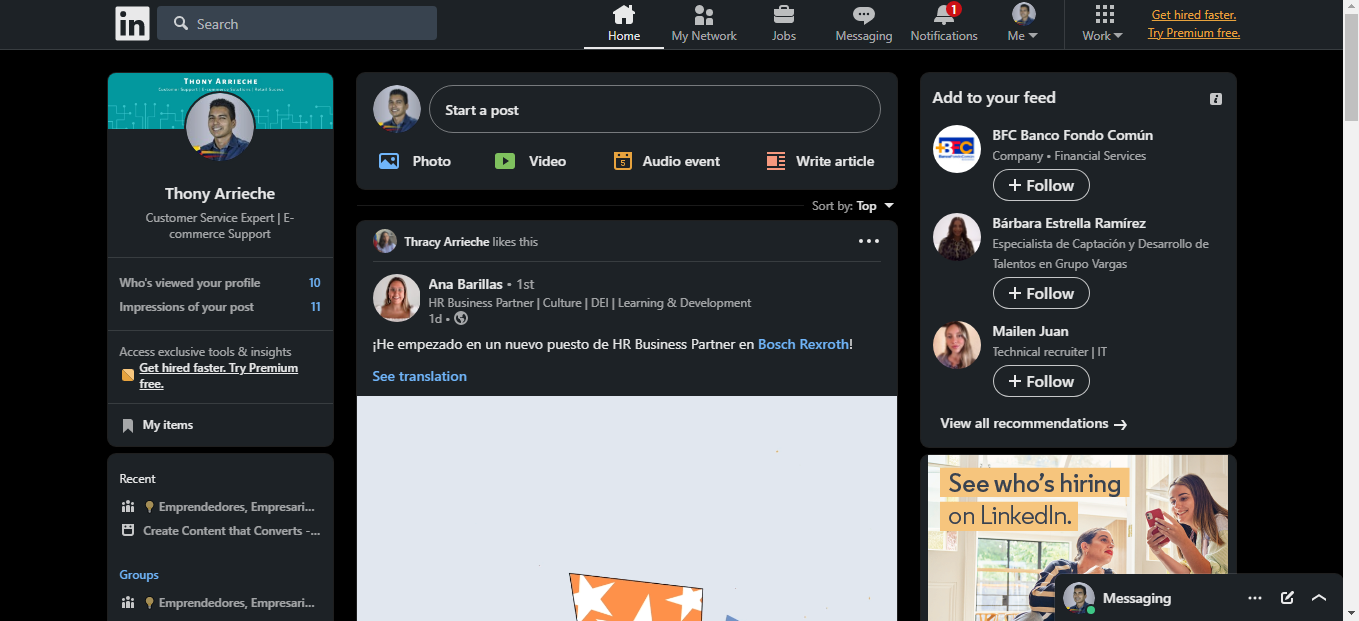 in
Search
Home
My Network
Jobs
Messaging
1
Notifications
Me
Work
Get hired faster.
Try Premium free.
THONY ARRIECHE
Thony Arrieche
Customer Service Expert | E-
commerce Support
Who's viewed your profile 10
Impressions of your post 11
Access exclusive tools & insights
Get hired faster. Try Premium
free.
My items
Recent
Emprendedores, Empresari...
Create Content that Converts -...
Groups
Emprendedores, Empresari...
Start a post
Photo
Video
5
Audio event
Write article
Sort by: Top
Thracy Arrieche likes this
Ana Barillas • 1st
HR Business Partner | Culture | DEI | Learning & Development
1d •
¡He empezado en un nuevo puesto de HR Business Partner en Bosch Rexroth!
See translation
Add to your feed
BFC Banco Fondo Común
Company • Financial Services
+ Follow
Bárbara Estrella Ramírez
Especialista de Captación y Desarrollo de
Talentos en Grupo Vargas
+ Follow
Mailen Juan
Technical recruiter | IT
+ Follow
View all recommendations →
See who's hiring
on LinkedIn.
Messaging